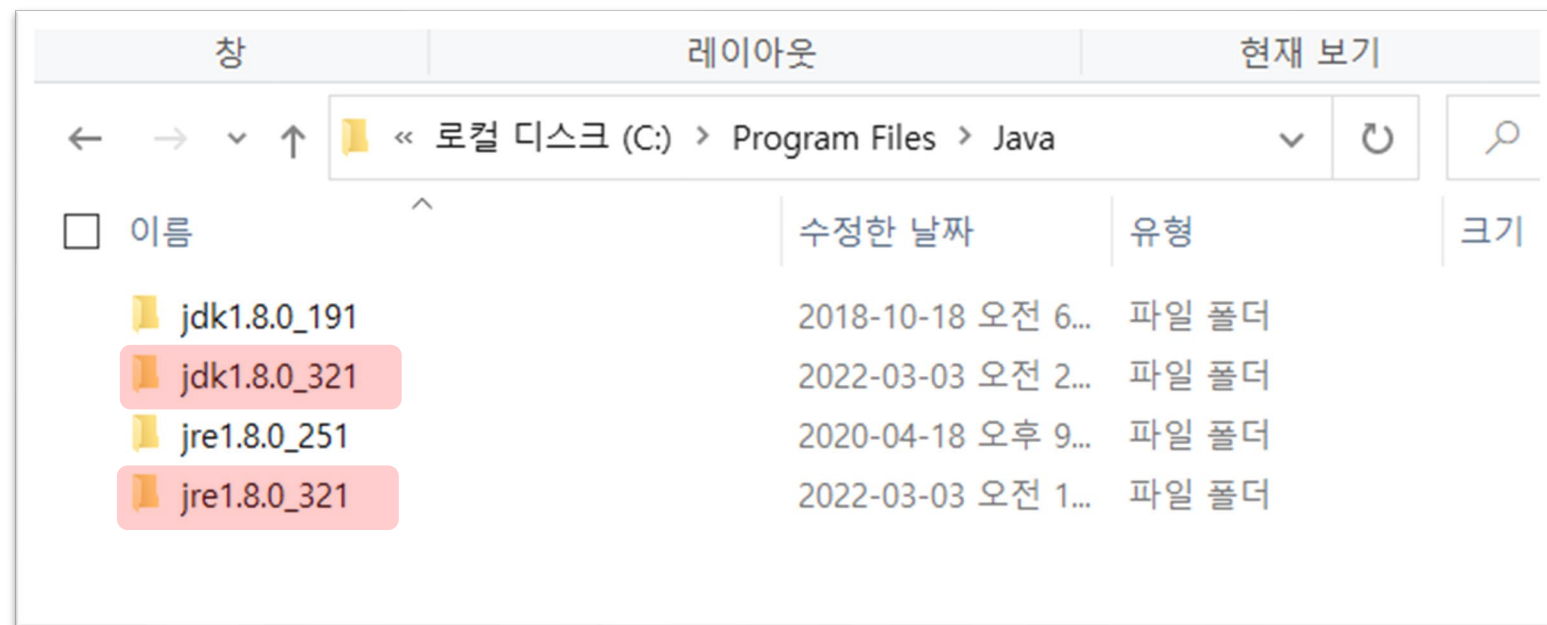 창 레이아웃 현재 보기
« 로컬 디스크 (C:) > Program Files > Java
이름 수정한 날짜 유형 크기
jdk1.8.0_191 2018-10-18 오전 6... 파일 폴더
jdk1.8.0_321 2022-03-03 오전 2... 파일 폴더
jre1.8.0_251 2020-04-18 오후 9... 파일 폴더
jre1.8.0_321 2022-03-03 오전 1... 파일 폴더